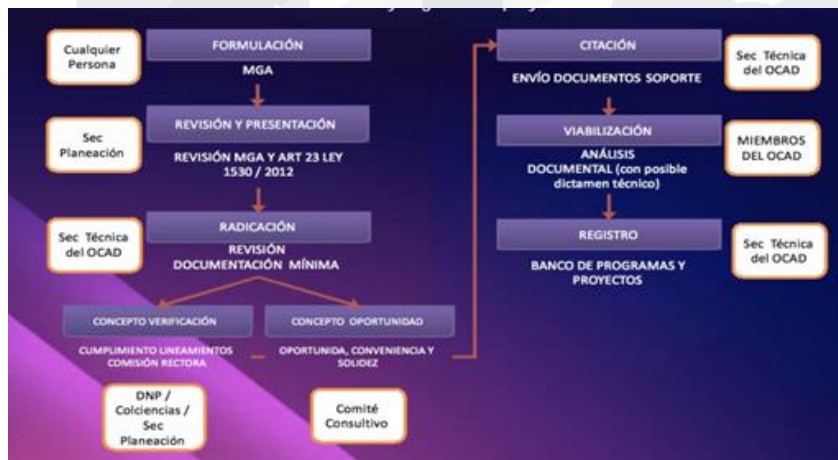 Cualquier
Persona
FORMULACIÓN
MGA
Sec
Planeación
REVISIÓN Y PRESENTACIÓN
REVISIÓN MGA Y ART 23 LEY
1530 / 2012
Sec Técnica
del OCAD
RADICACIÓN
REVISIÓN
DOCUMENTACIÓN MÍNIMA
CONCEPTO VERIFICACIÓN
CUMPLIMIENTO LINEAMIENTOS
COMISIÓN RECTORA
DNP /
Colciencias /
Sec
Planeación
CONCEPTO OPORTUNIDAD
OPORTUNIDA, CONVENIENCIA Y
SOLIDEZ
Comité
Consultivo
CITACIÓN
ENVÍO DOCUMENTOS SOPORTE
Sec Técnica
del OCAD
VIABILIZACIÓN
ANÁLISIS
DOCUMENTAL (con posible
dictamen técnico)
MIEMBROS
DEL OCAD
REGISTRO
BANCO DE PROGRAMAS Y
PROYECTOS
Sec Técnica
del OCAD